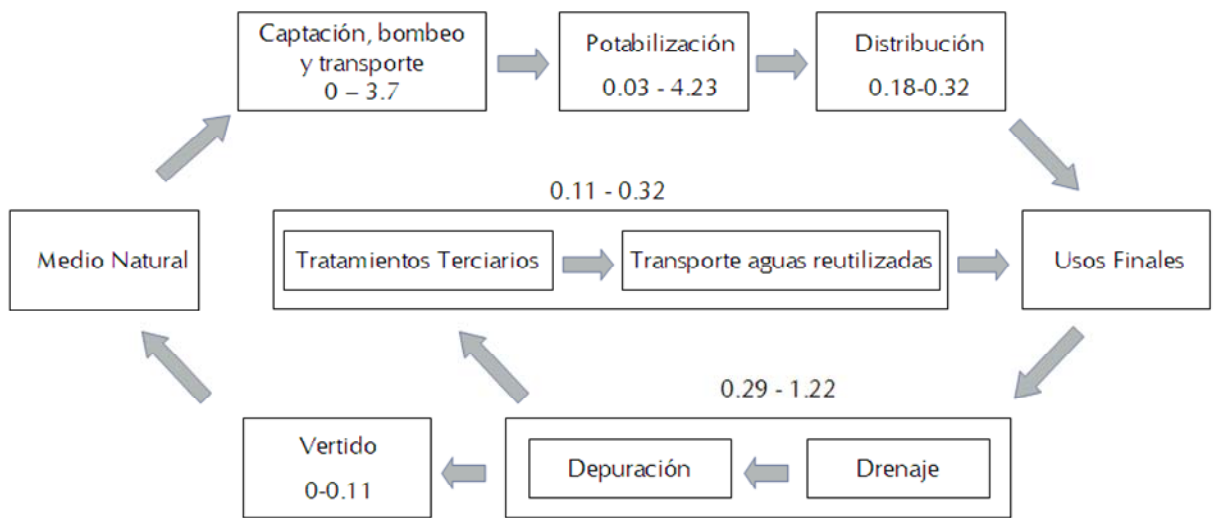 Captación, bombeo
y transporte
0 – 3.7
Potabilización
0.03 - 4.23
Distribución
0.18-0.32
0.11 - 0.32
Medio Natural
Tratamientos Terciarios
Transporte aguas reutilizadas
Usos Finales
0.29 - 1.22
Vertido
0-0.11
Depuración
Drenaje